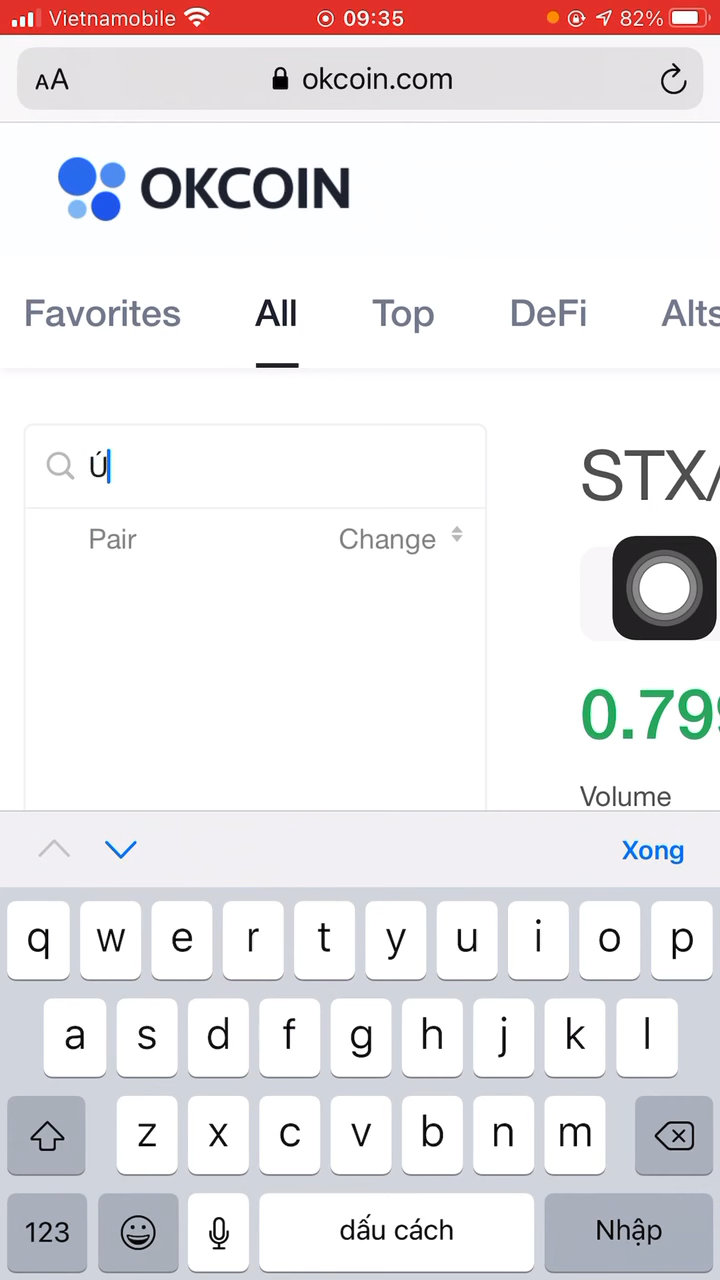 Vietnamobile 09:35 82%
AA okcoin.com
OKCOIN
Favorites All Top DeFi Alts
Ú
STX/
Pair Change
0.799
Volume
Xong
q w e r t y u i o p
a s d f g h j k l
z x c v b n m
123 dấu cách Nhập